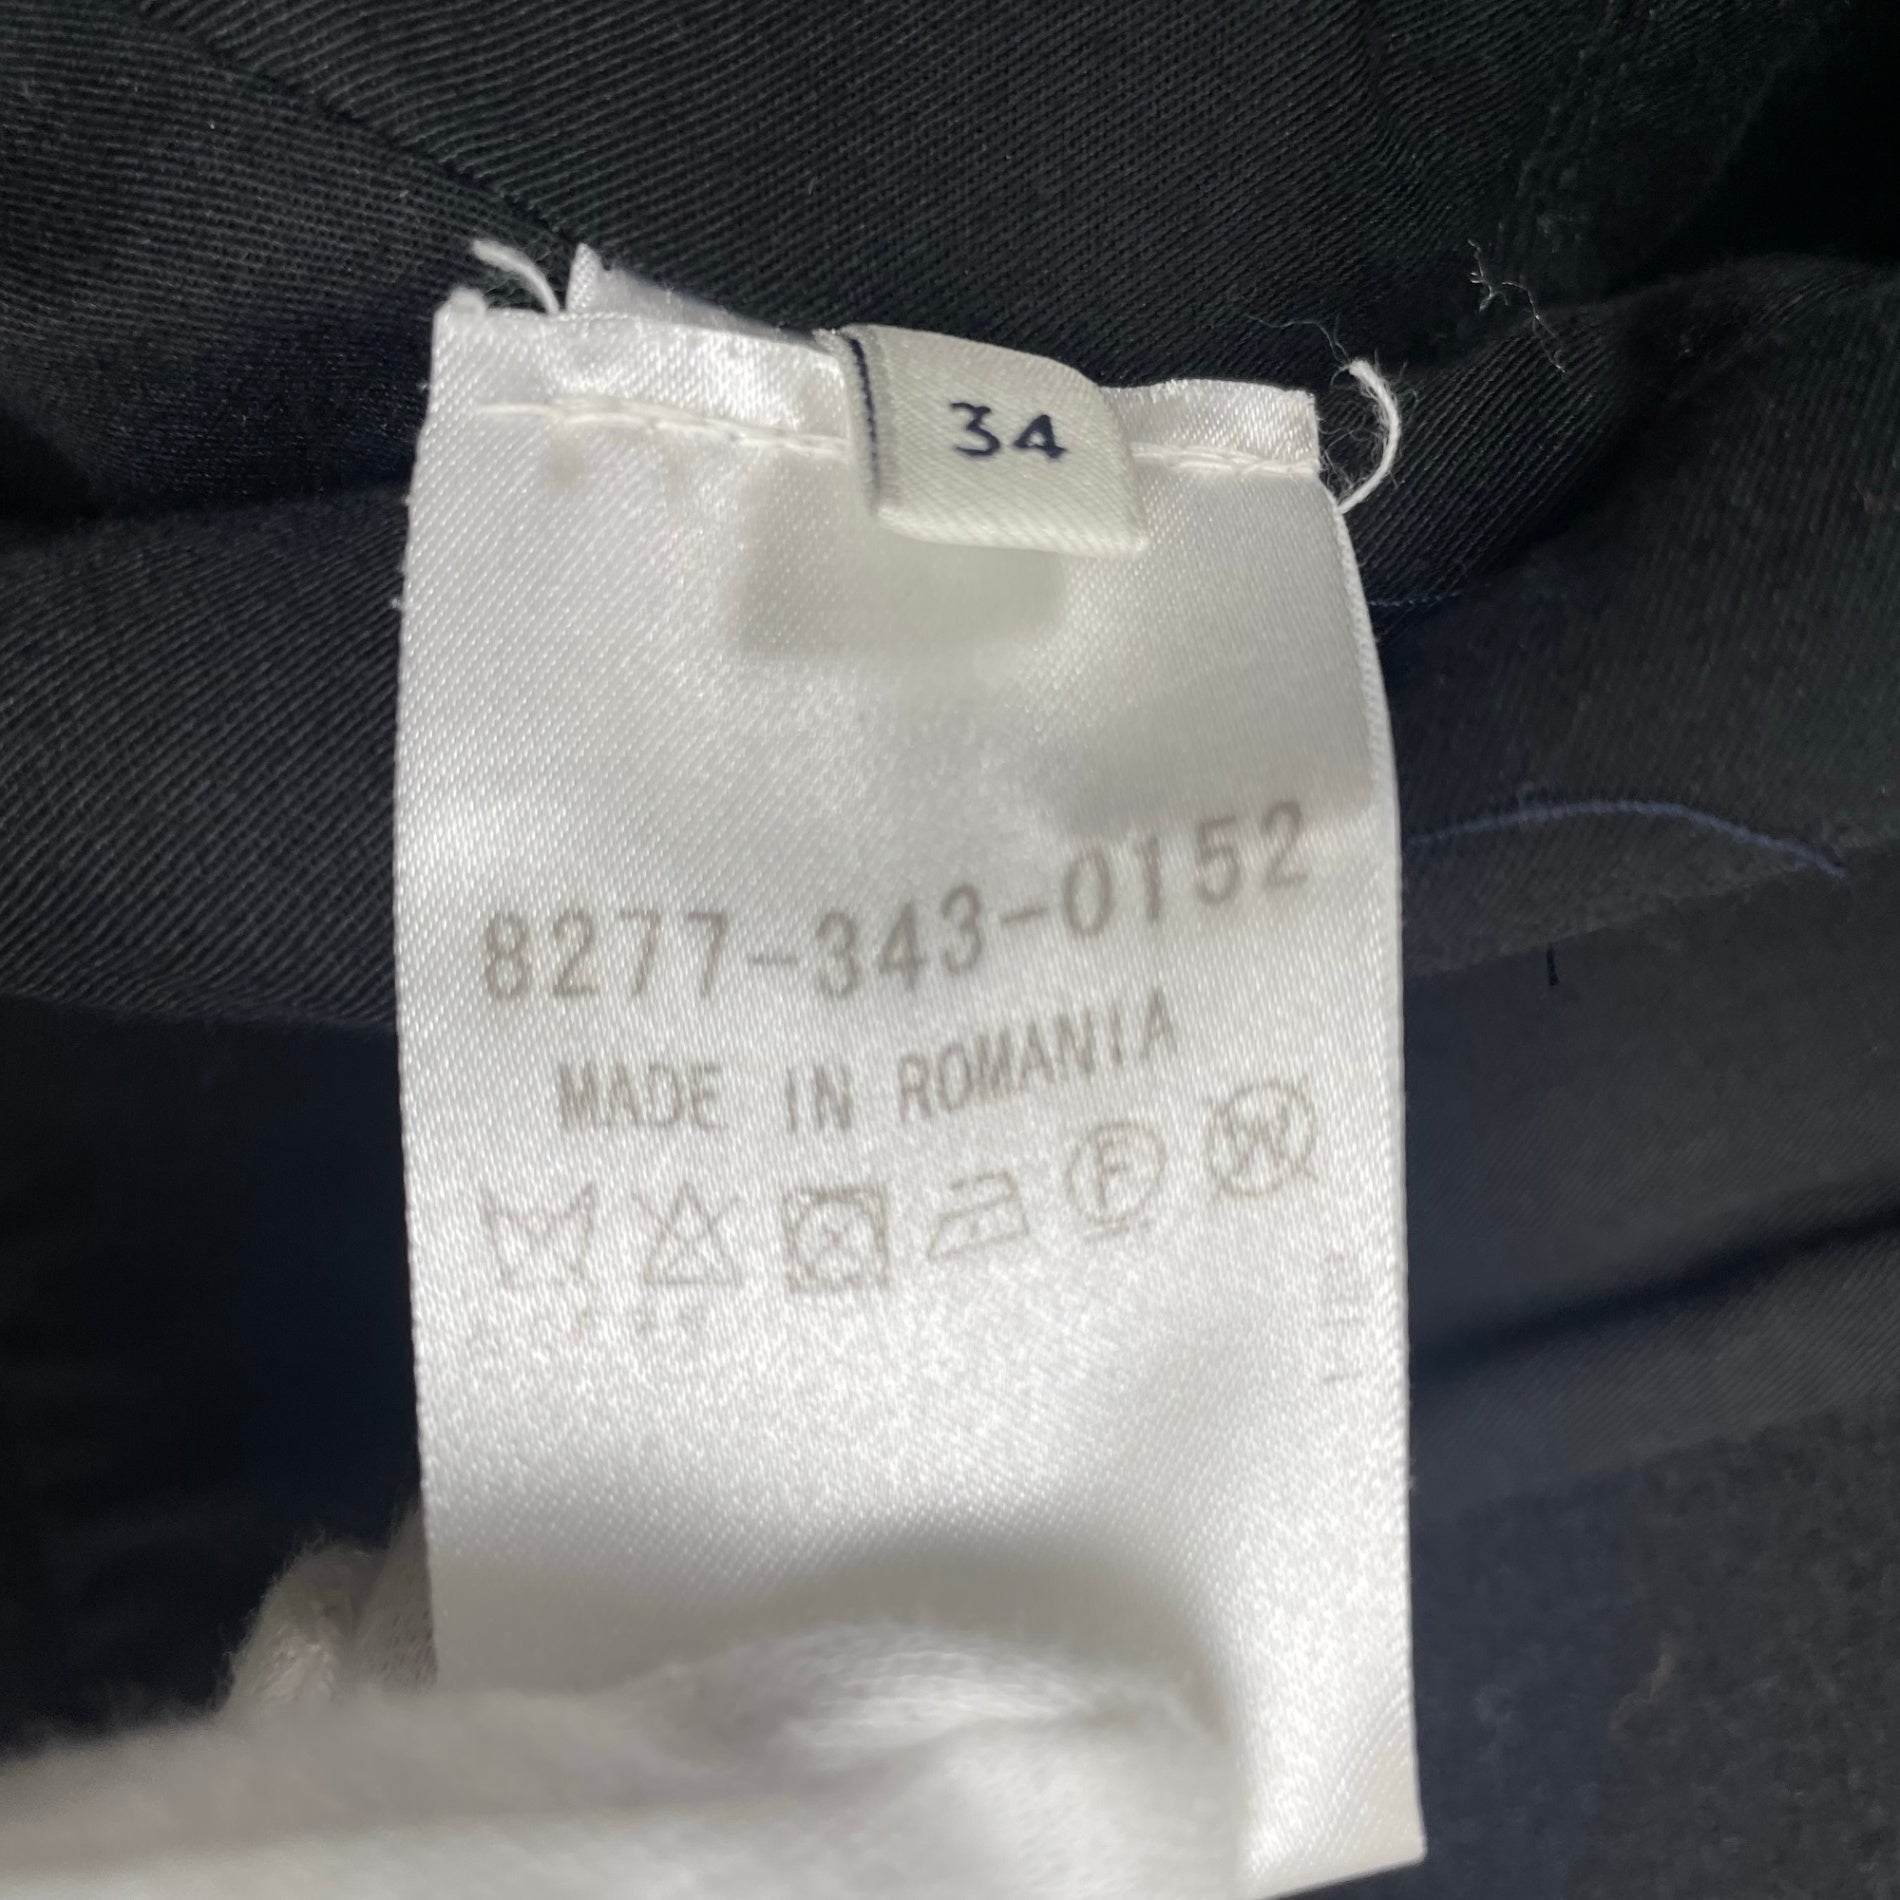 34
8277-343-0152
MADE IN ROMANIA
F W